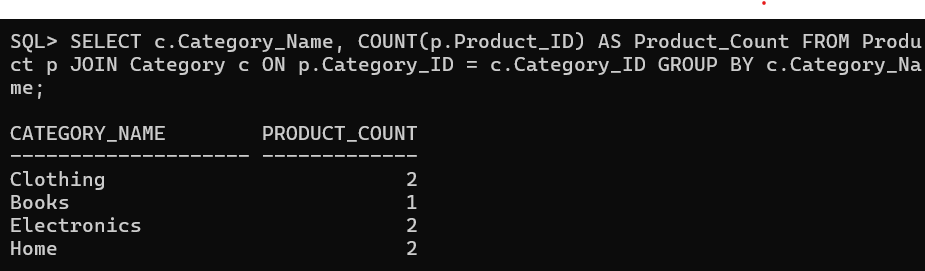 SQL> SELECT c.Category_Name, COUNT(p.Product_ID) AS Product_Count FROM Produ
ct p JOIN Category c ON p.Category_ID = c.Category_ID GROUP BY c.Category_Na
me;
CATEGORY_NAME        PRODUCT_COUNT
-------------------- -------------
Clothing                         2
Books                            1
Electronics                      2
Home                             2